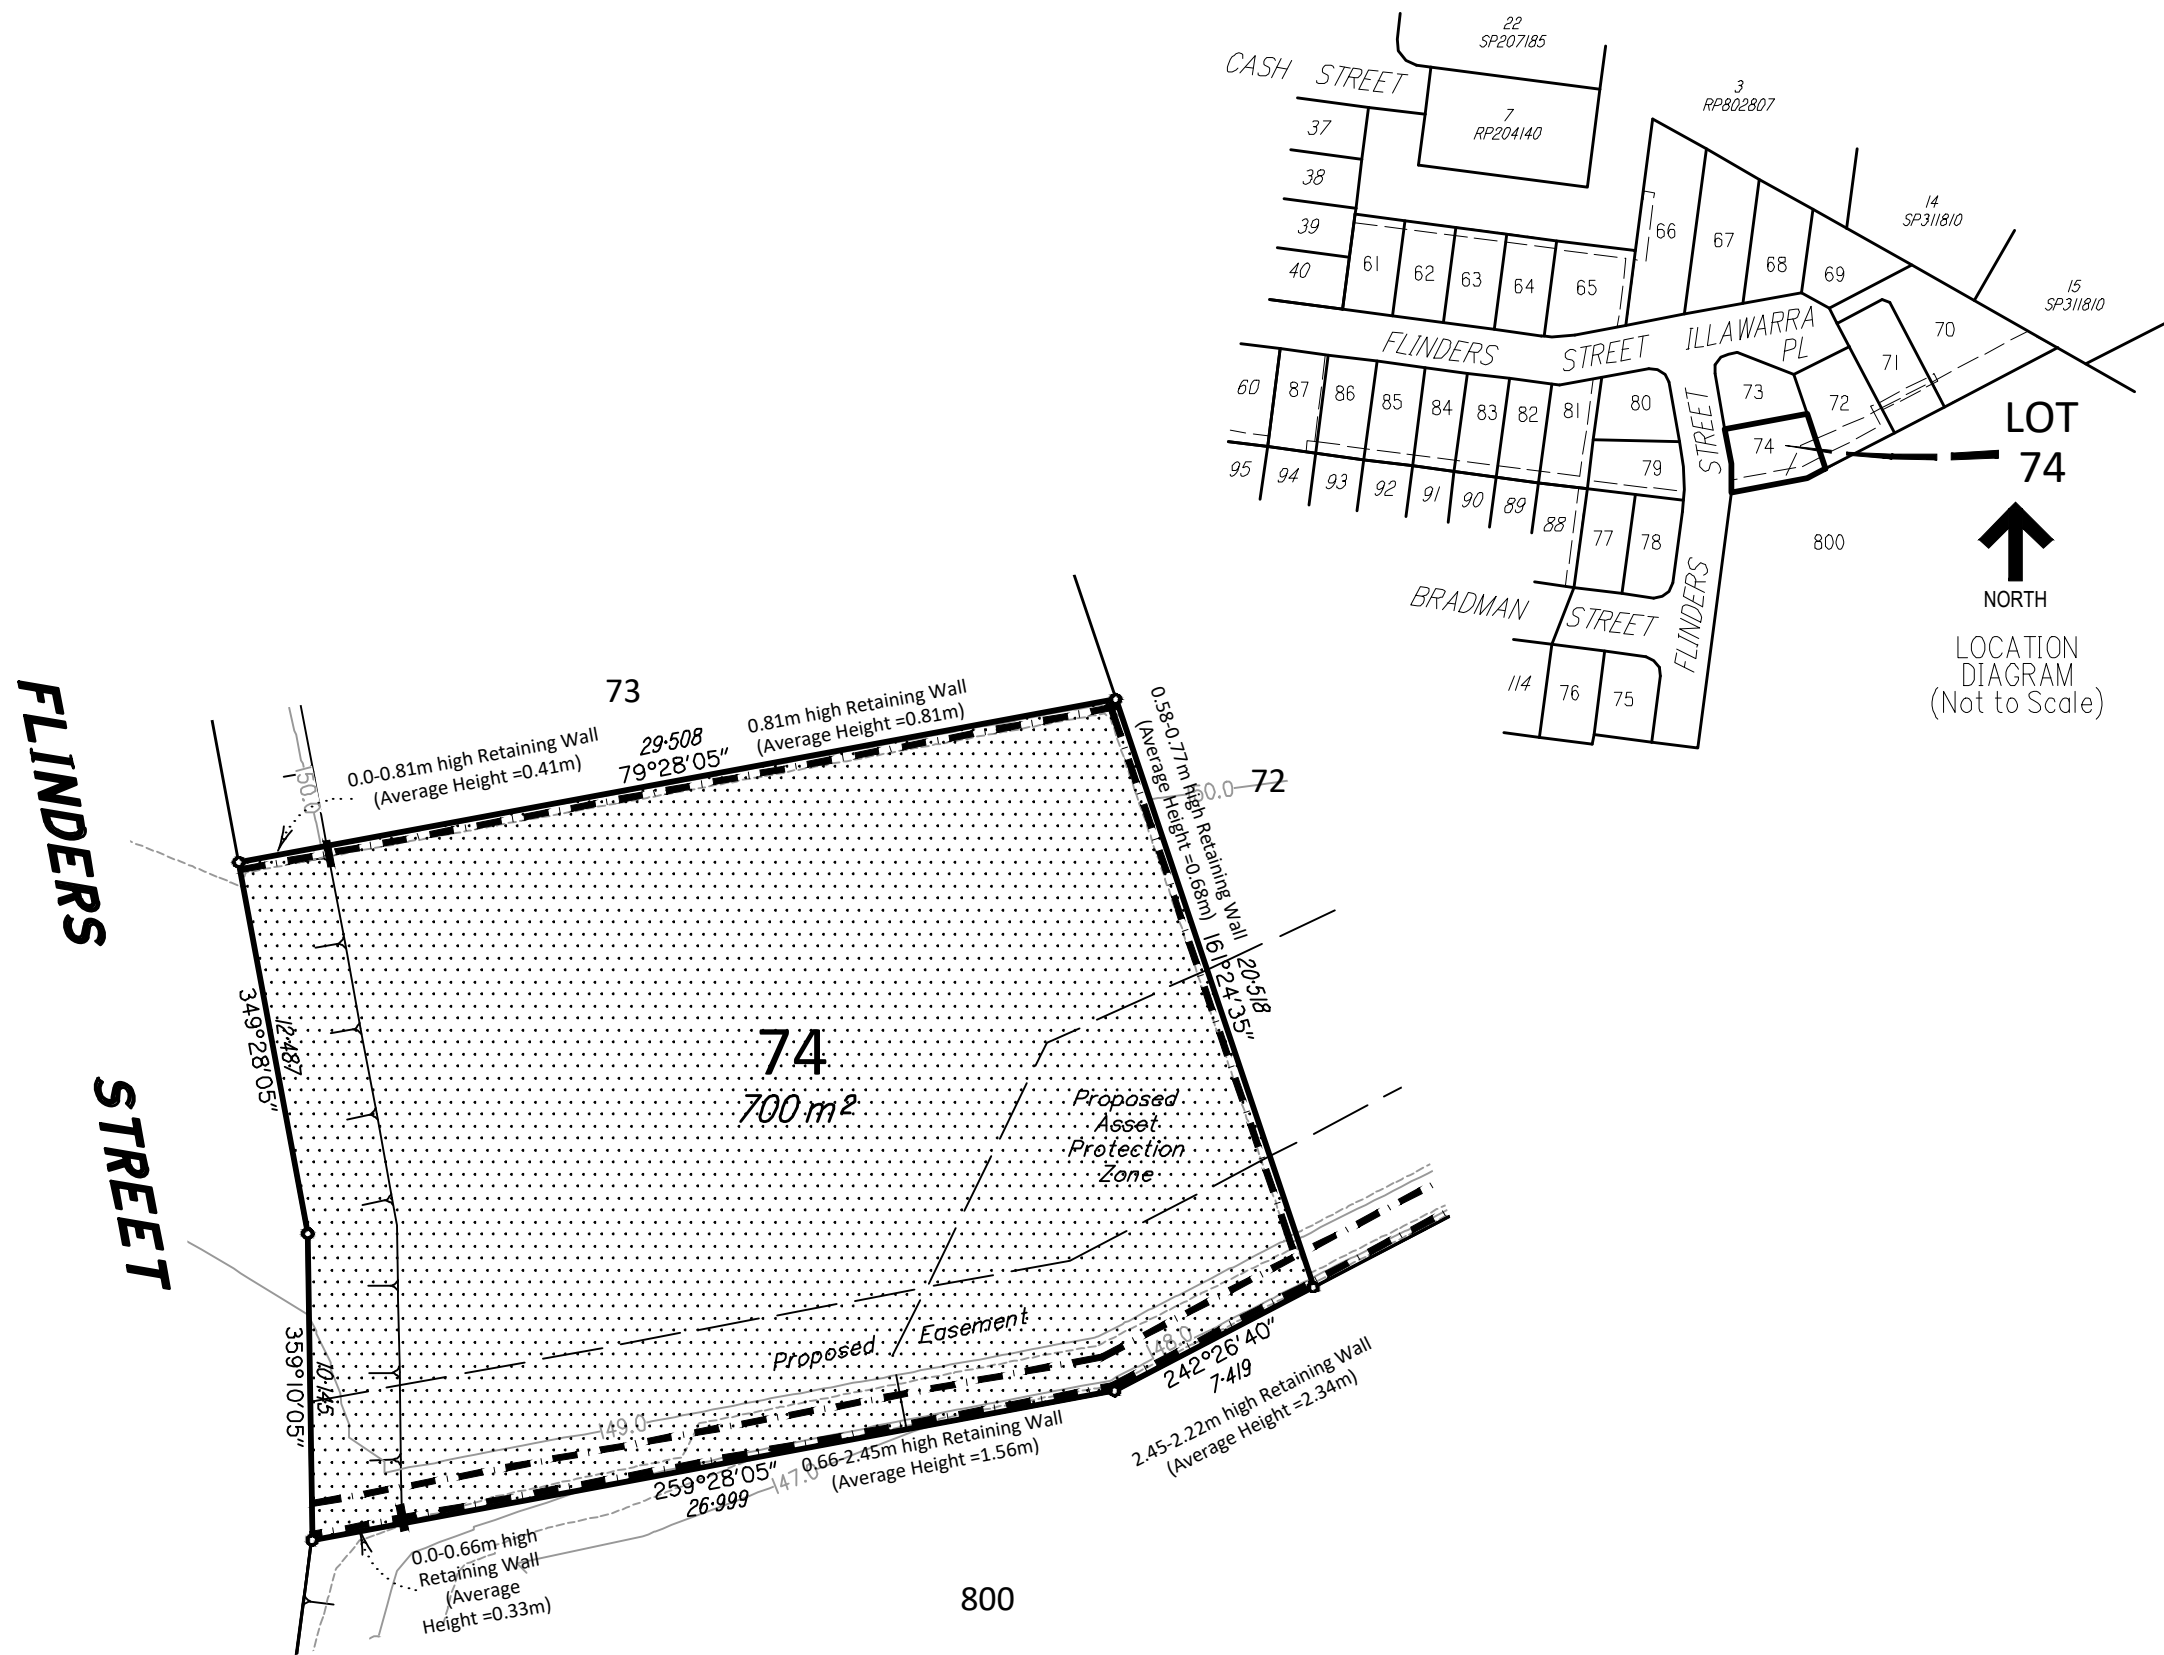 22
SP207185
CASH STREET
3
RP802807
7
RP204140
37
38
39
40
14
SP311810
15
SP311810
61
62
63
64
65
66
67
68
69
70
71
72
73
74
FLINDERS STREET
ILLAWARRA
PL
60
87
86
85
84
83
82
81
80
79
95
94
93
92
91
90
89
88
77
78
FLINDERS STREET
BRADMAN STREET
114
76
75
800
LOT
74
NORTH
LOCATION
DIAGRAM
(Not to Scale)
FLINDERS STREET
73
0.0-0.81m high Retaining Wall
(Average Height =0.41m)
29·508
79°28'05"
0.81m high Retaining Wall
(Average Height =0.81m)
50.0
0.58-0.77m high Retaining Wall
(Average Height =0.68m)
161°24'35"
20·518
72
50.0
349°28'05"
12·487
74
700 m²
Proposed
Asset
Protection
Zone
359°10'05"
10·145
Proposed Easement
49.0
48.0
47.0
242°26'40"
7·419
2.45-2.22m high Retaining Wall
(Average Height =2.34m)
0.66-2.45m high Retaining Wall
(Average Height =1.56m)
259°28'05"
26·999
0.0-0.66m high
Retaining Wall
(Average
Height =0.33m)
800